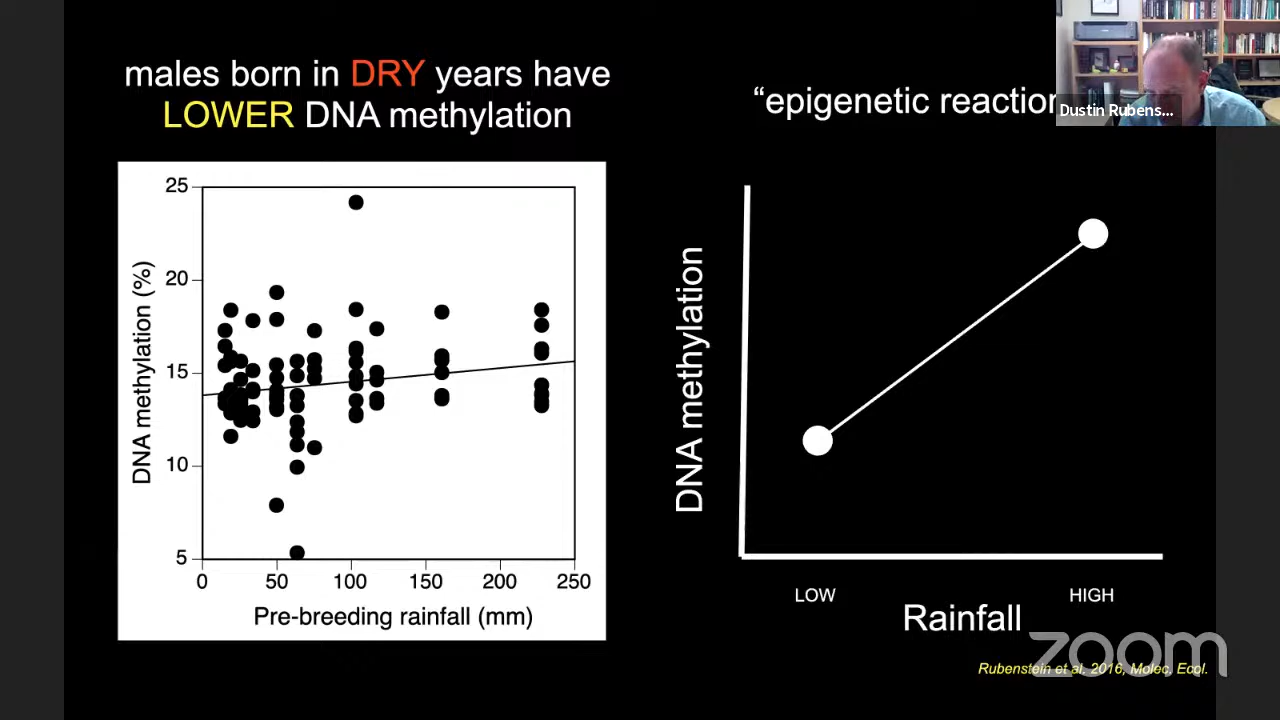 males born in DRY years have
LOWER DNA methylation
25
20
15
10
5
DNA methylation (%)
0 50 100 150 200 250
Pre-breeding rainfall (mm)
“epigenetic reaction
Dustin Rubens...
DNA methylation
LOW HIGH
Rainfall
zoom
Rubenstein et al. 2016, Molec. Ecol.